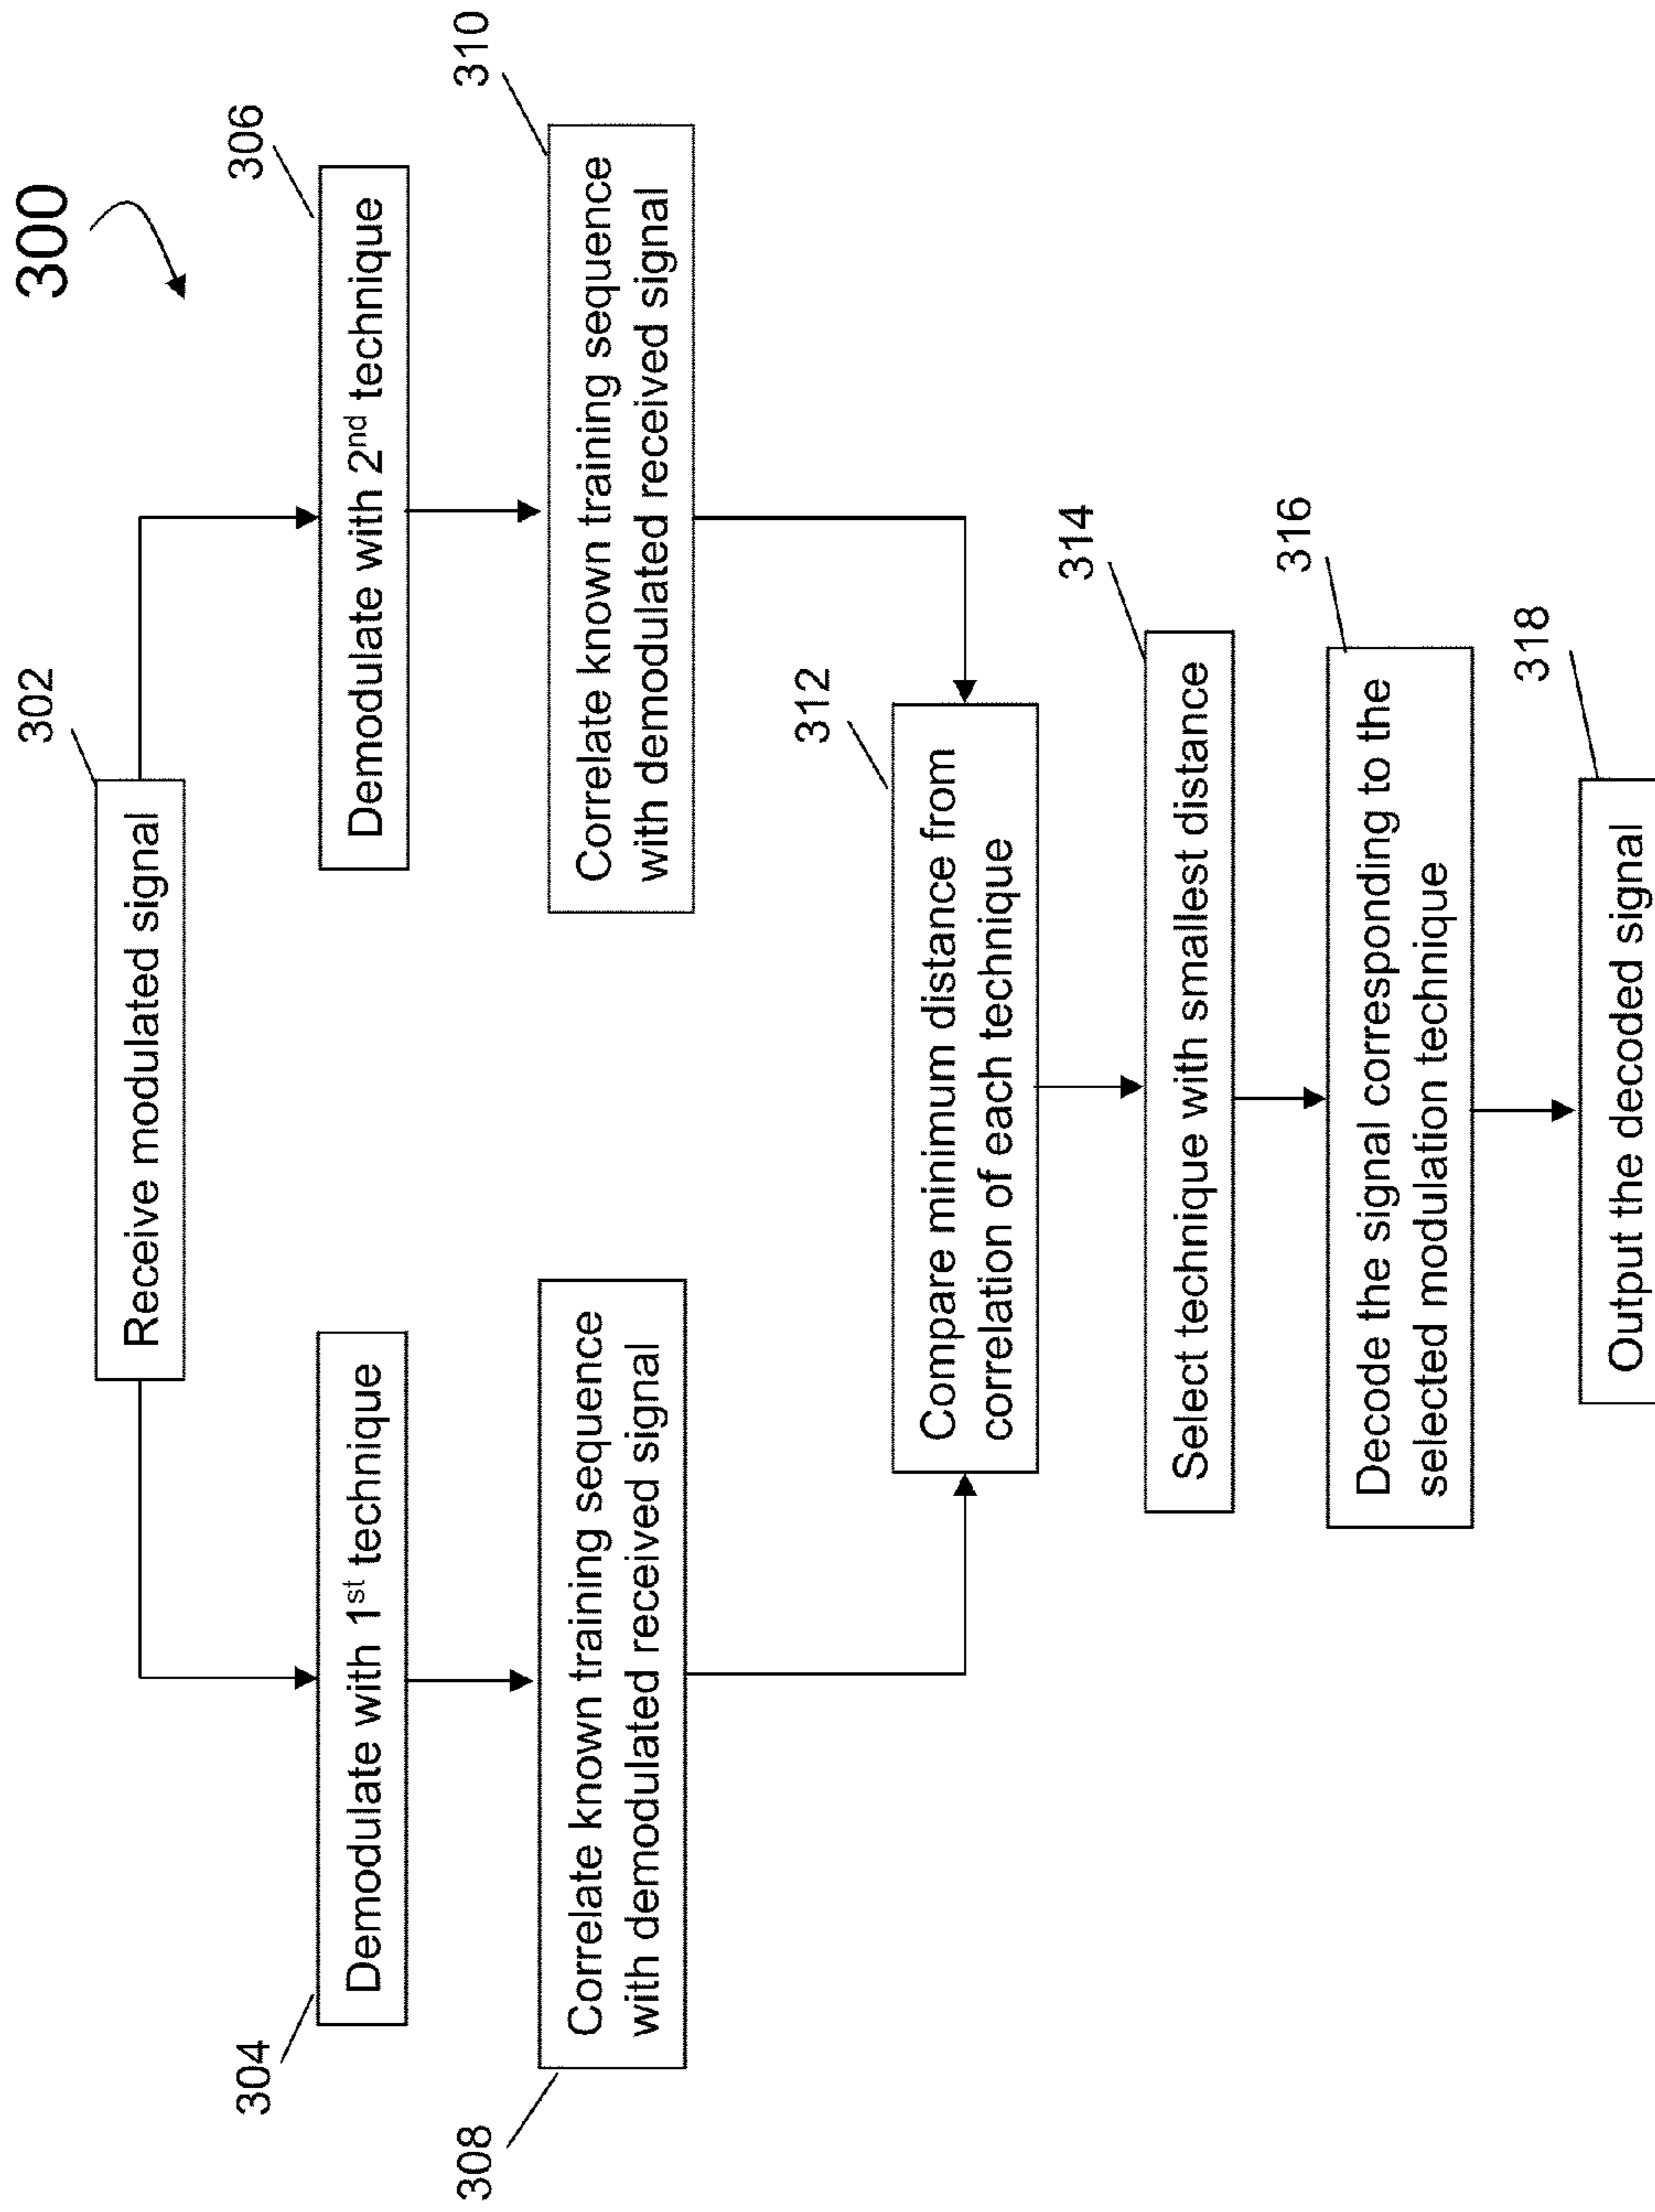 300
302
Receive modulated signal
304
Demodulate with 1st technique
306
Demodulate with 2nd technique
308
Correlate known training sequence
with demodulated received signal
310
Correlate known training sequence
with demodulated received signal
312
Compare minimum distance from
correlation of each technique
314
Select technique with smallest distance
316
Decode the signal corresponding to the
selected modulation technique
318
Output the decoded signal